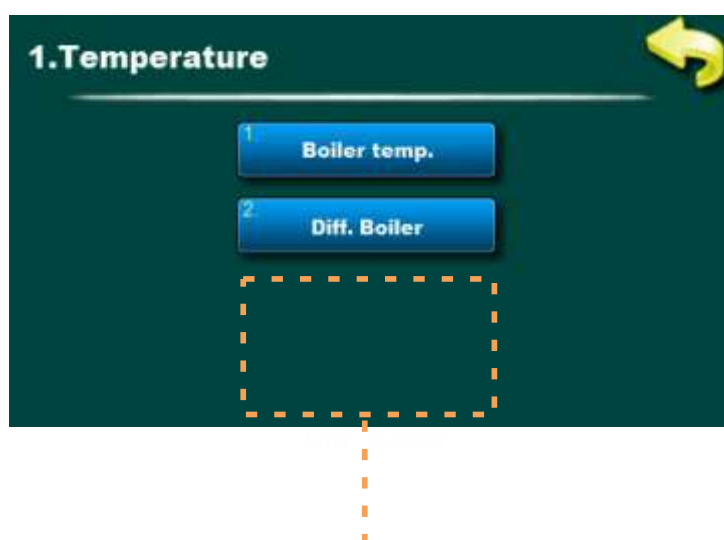 1.Temperature
1.
Boiler temp.
2.
Diff. Boiler